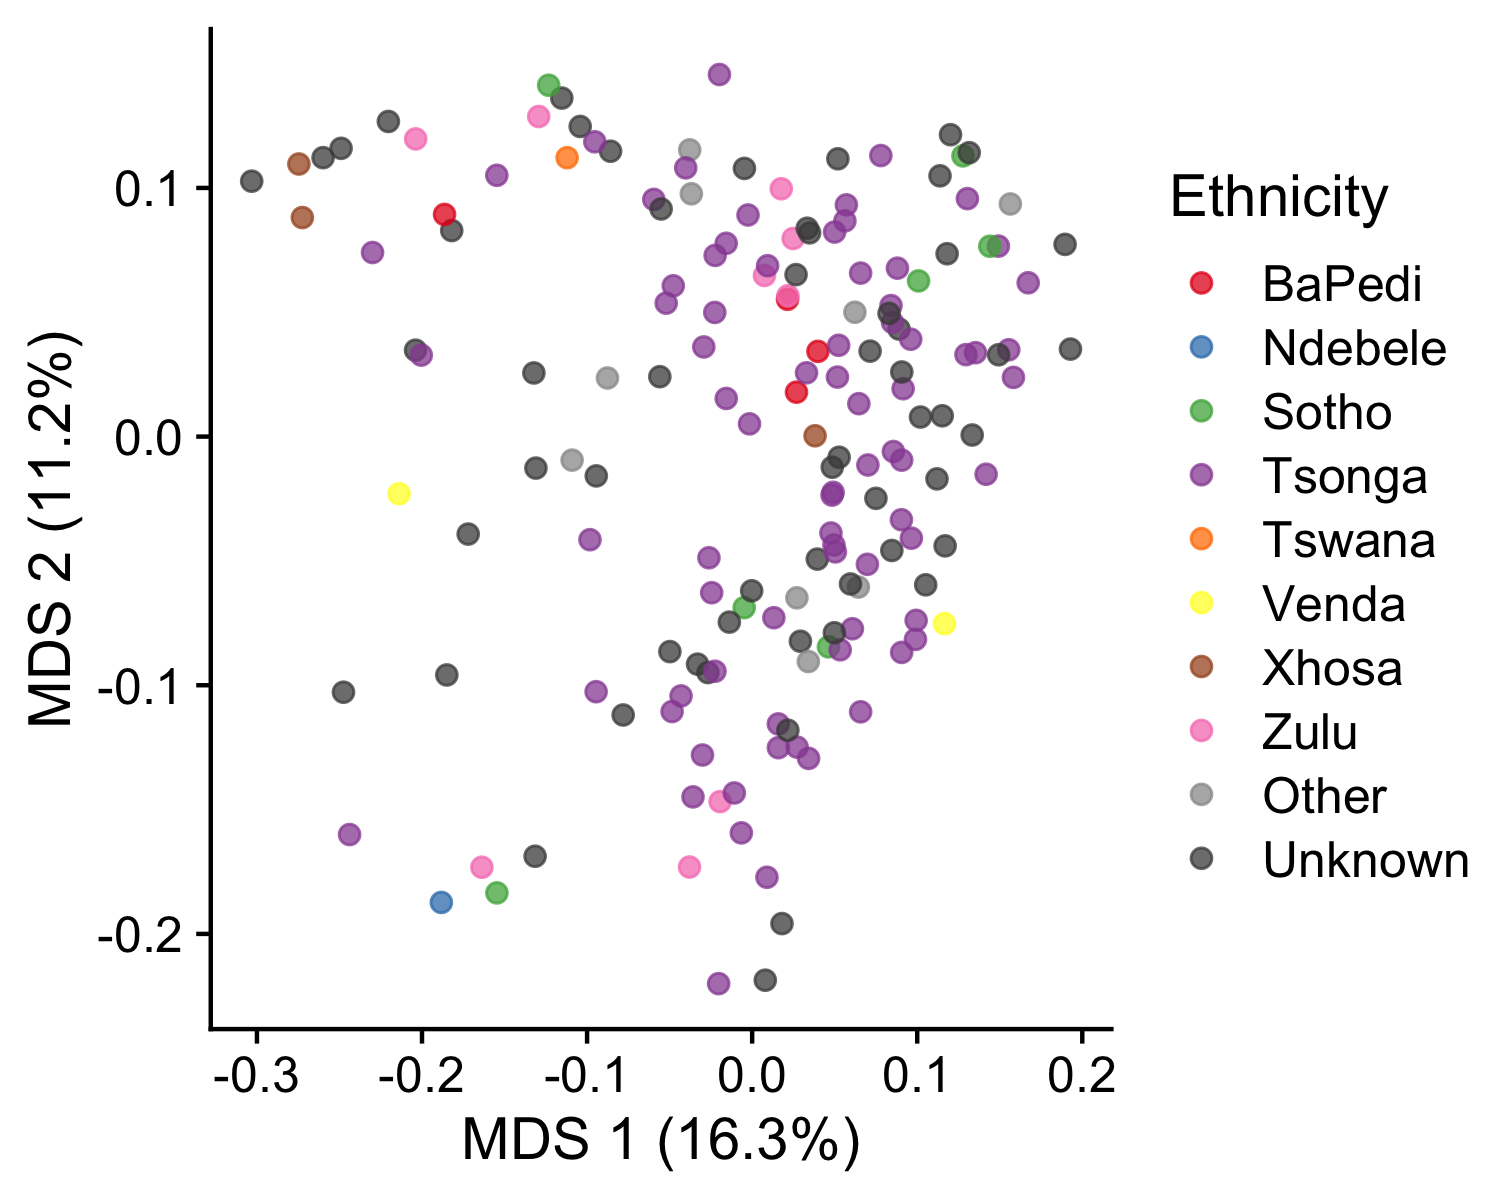 MDS 2 (11.2%)
0.1
0.0
-0.1
-0.2
-0.3
-0.2
-0.1
0.0
0.1
0.2
MDS 1 (16.3%)
Ethnicity
BaPedi
Ndebele
Sotho
Tsonga
Tswana
Venda
Xhosa
Zulu
Other
Unknown